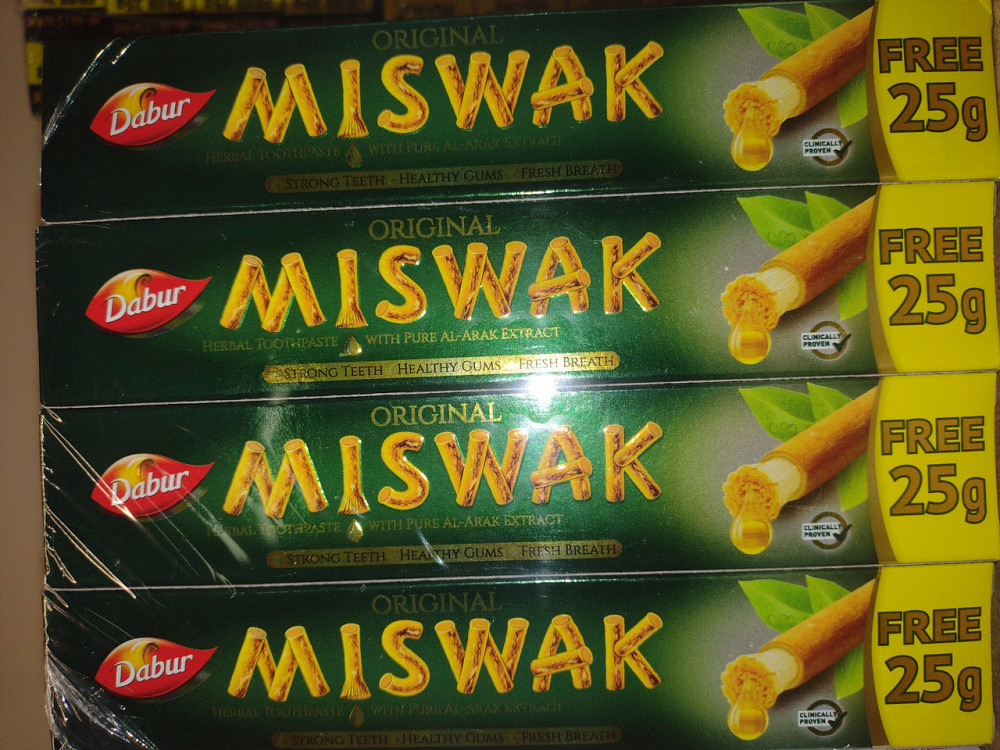 ORIGINAL
Dabur MISWAK
HERBAL TOOTHPASTE WITH PURE AL-ARAK EXTRACT
STRONG TEETH HEALTHY GUMS FRESH BREATH
CLINICALLY PROVEN
FREE
25g
ORIGINAL
Dabur MISWAK
HERBAL TOOTHPASTE WITH PURE AL-ARAK EXTRACT
STRONG TEETH HEALTHY GUMS FRESH BREATH
CLINICALLY PROVEN
FREE
25g
ORIGINAL
Dabur MISWAK
HERBAL TOOTHPASTE WITH PURE AL-ARAK EXTRACT
STRONG TEETH HEALTHY GUMS FRESH BREATH
CLINICALLY PROVEN
FREE
25g
ORIGINAL
Dabur MISWAK
HERBAL TOOTHPASTE WITH PURE AL-ARAK EXTRACT
STRONG TEETH HEALTHY GUMS FRESH BREATH
CLINICALLY PROVEN
FREE
25g